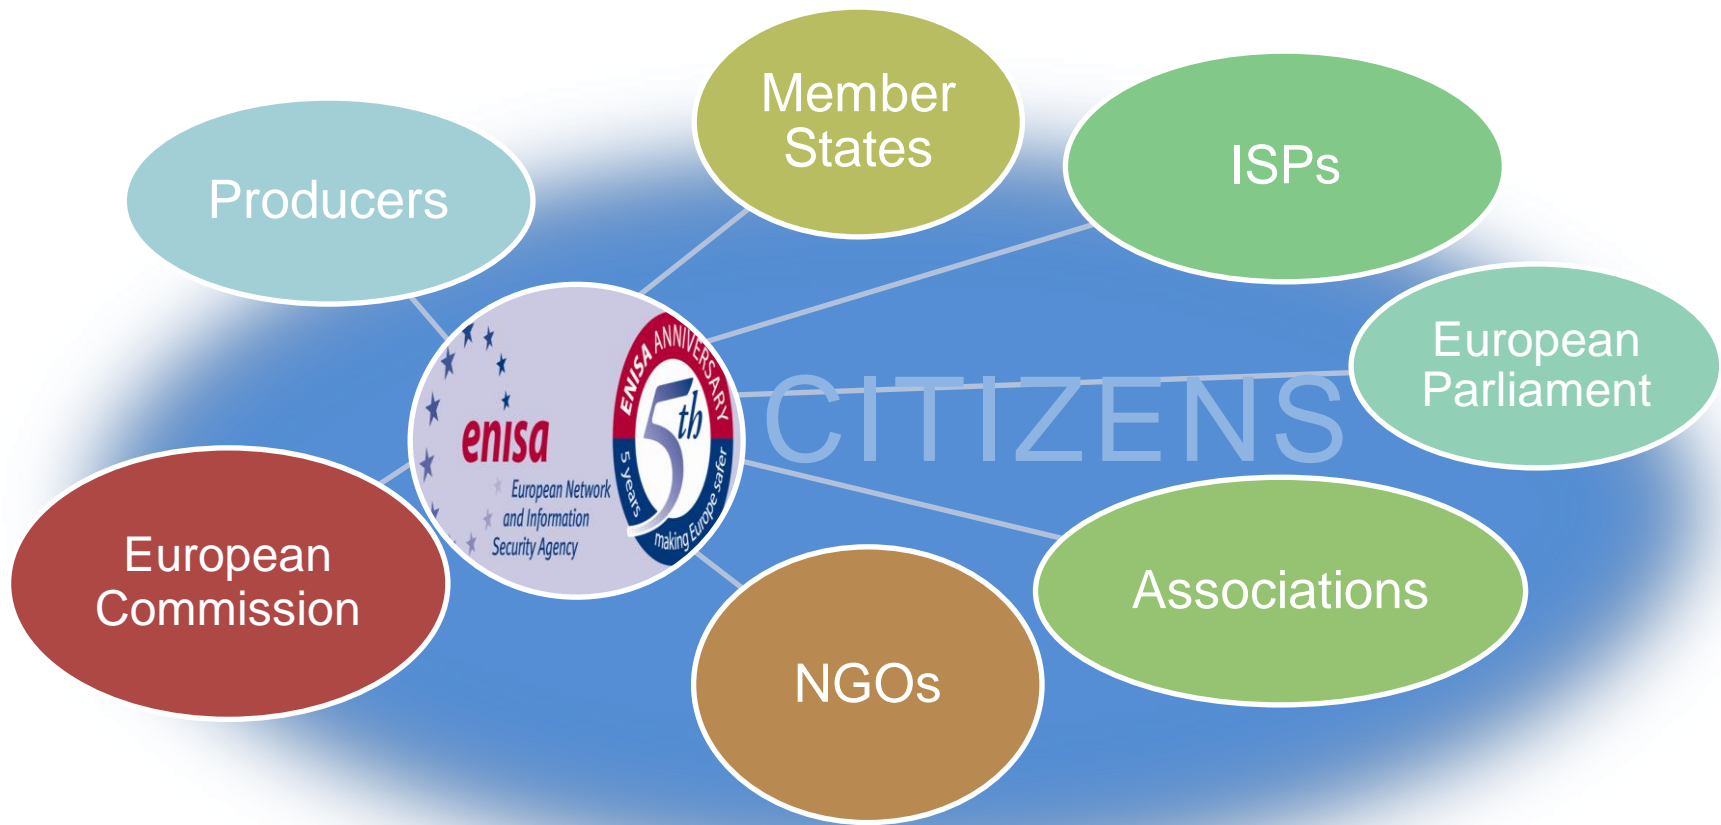 Member
States
ISPs
Producers
European
Parliament
CITIZENS
ENISA ANNIVERSARY
5th
5 years
making Europe safer
enisa
European Network
and Information
Security Agency
European
Commission
Associations
NGOs